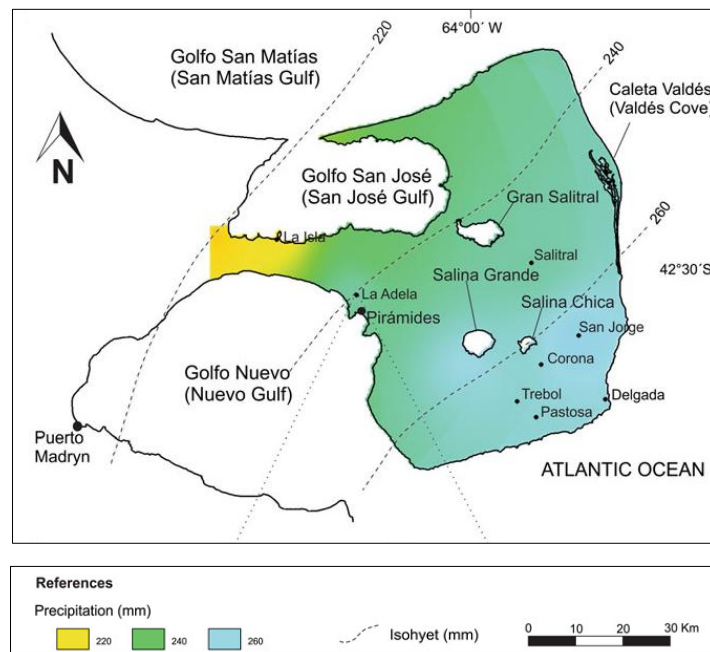 Golfo San Matías
(San Matías Gulf)
220
64°00´ W
240
Caleta Valdés
(Valdés Cove)
N
Golfo San José
(San José Gulf)
Gran Salitral
260
La Isla
Salitral
42°30´S
Salina Grande
Salina Chica
La Adela
Pirámides
San Jorge
Corona
Golfo Nuevo
(Nuevo Gulf)
Trebol
Delgada
Pastosa
Puerto
Madryn
ATLANTIC OCEAN
References
Precipitation (mm)
220
240
260
Isohyet (mm)
0 10 20 30 Km